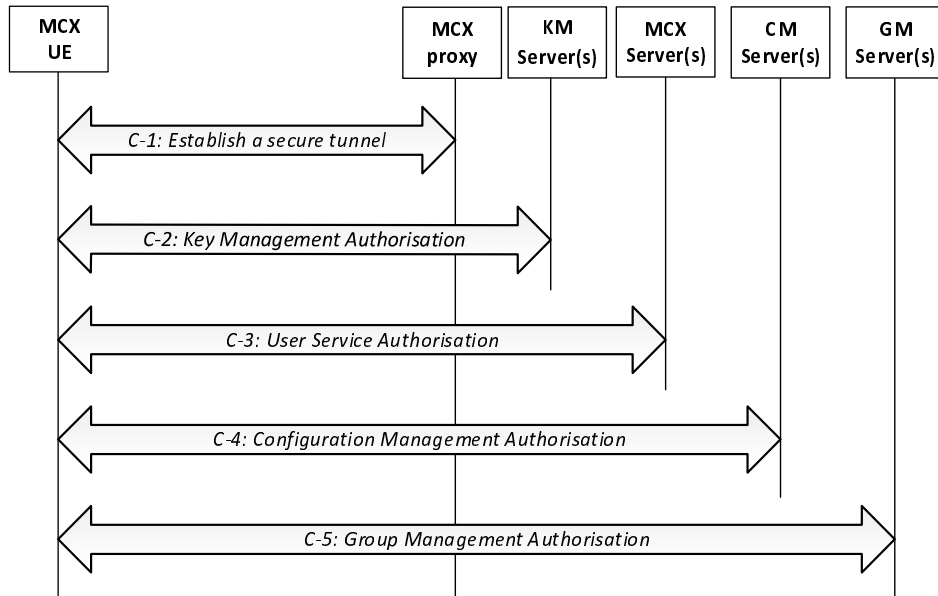 MCX
UE
MCX
proxy
KM
Server(s)
MCX
Server(s)
CM
Server(s)
GM
Server(s)
C-1: Establish a secure tunnel
C-2: Key Management Authorisation
C-3: User Service Authorisation
C-4: Configuration Management Authorisation
C-5: Group Management Authorisation